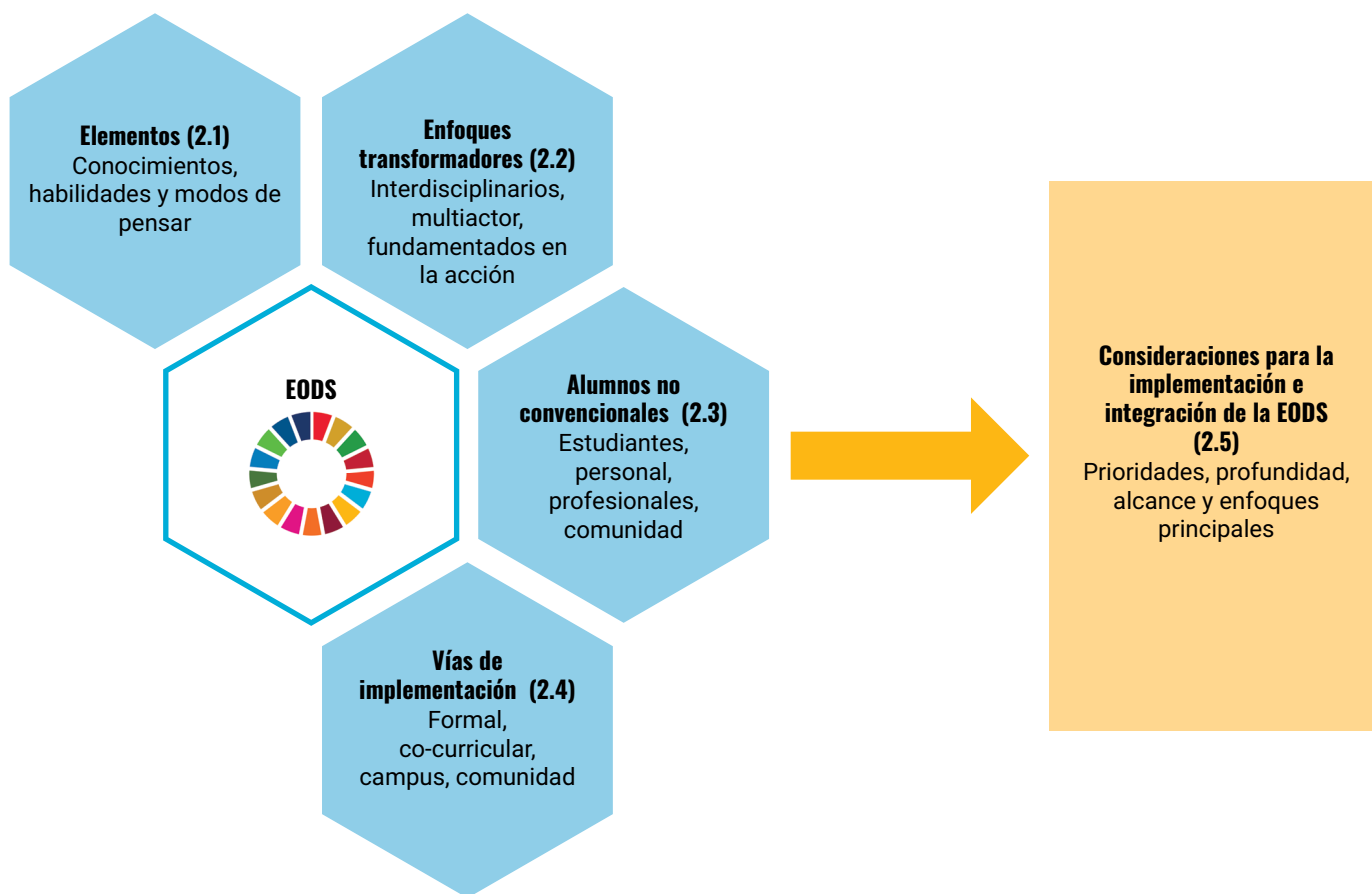 Elementos (2.1)
Conocimientos,
habilidades y modos de
pensar
Enfoques
transformadores (2.2)
Interdisciplinarios,
multiactor,
fundamentados en
la acción
EODS
Alumnos no
convencionales (2.3)
Estudiantes,
personal,
profesionales,
comunidad
Vías de
implementación (2.4)
Formal,
co-curricular,
campus, comunidad
Consideraciones para la
implementación e
integración de la EODS
(2.5)
Prioridades, profundidad,
alcance y enfoques
principales